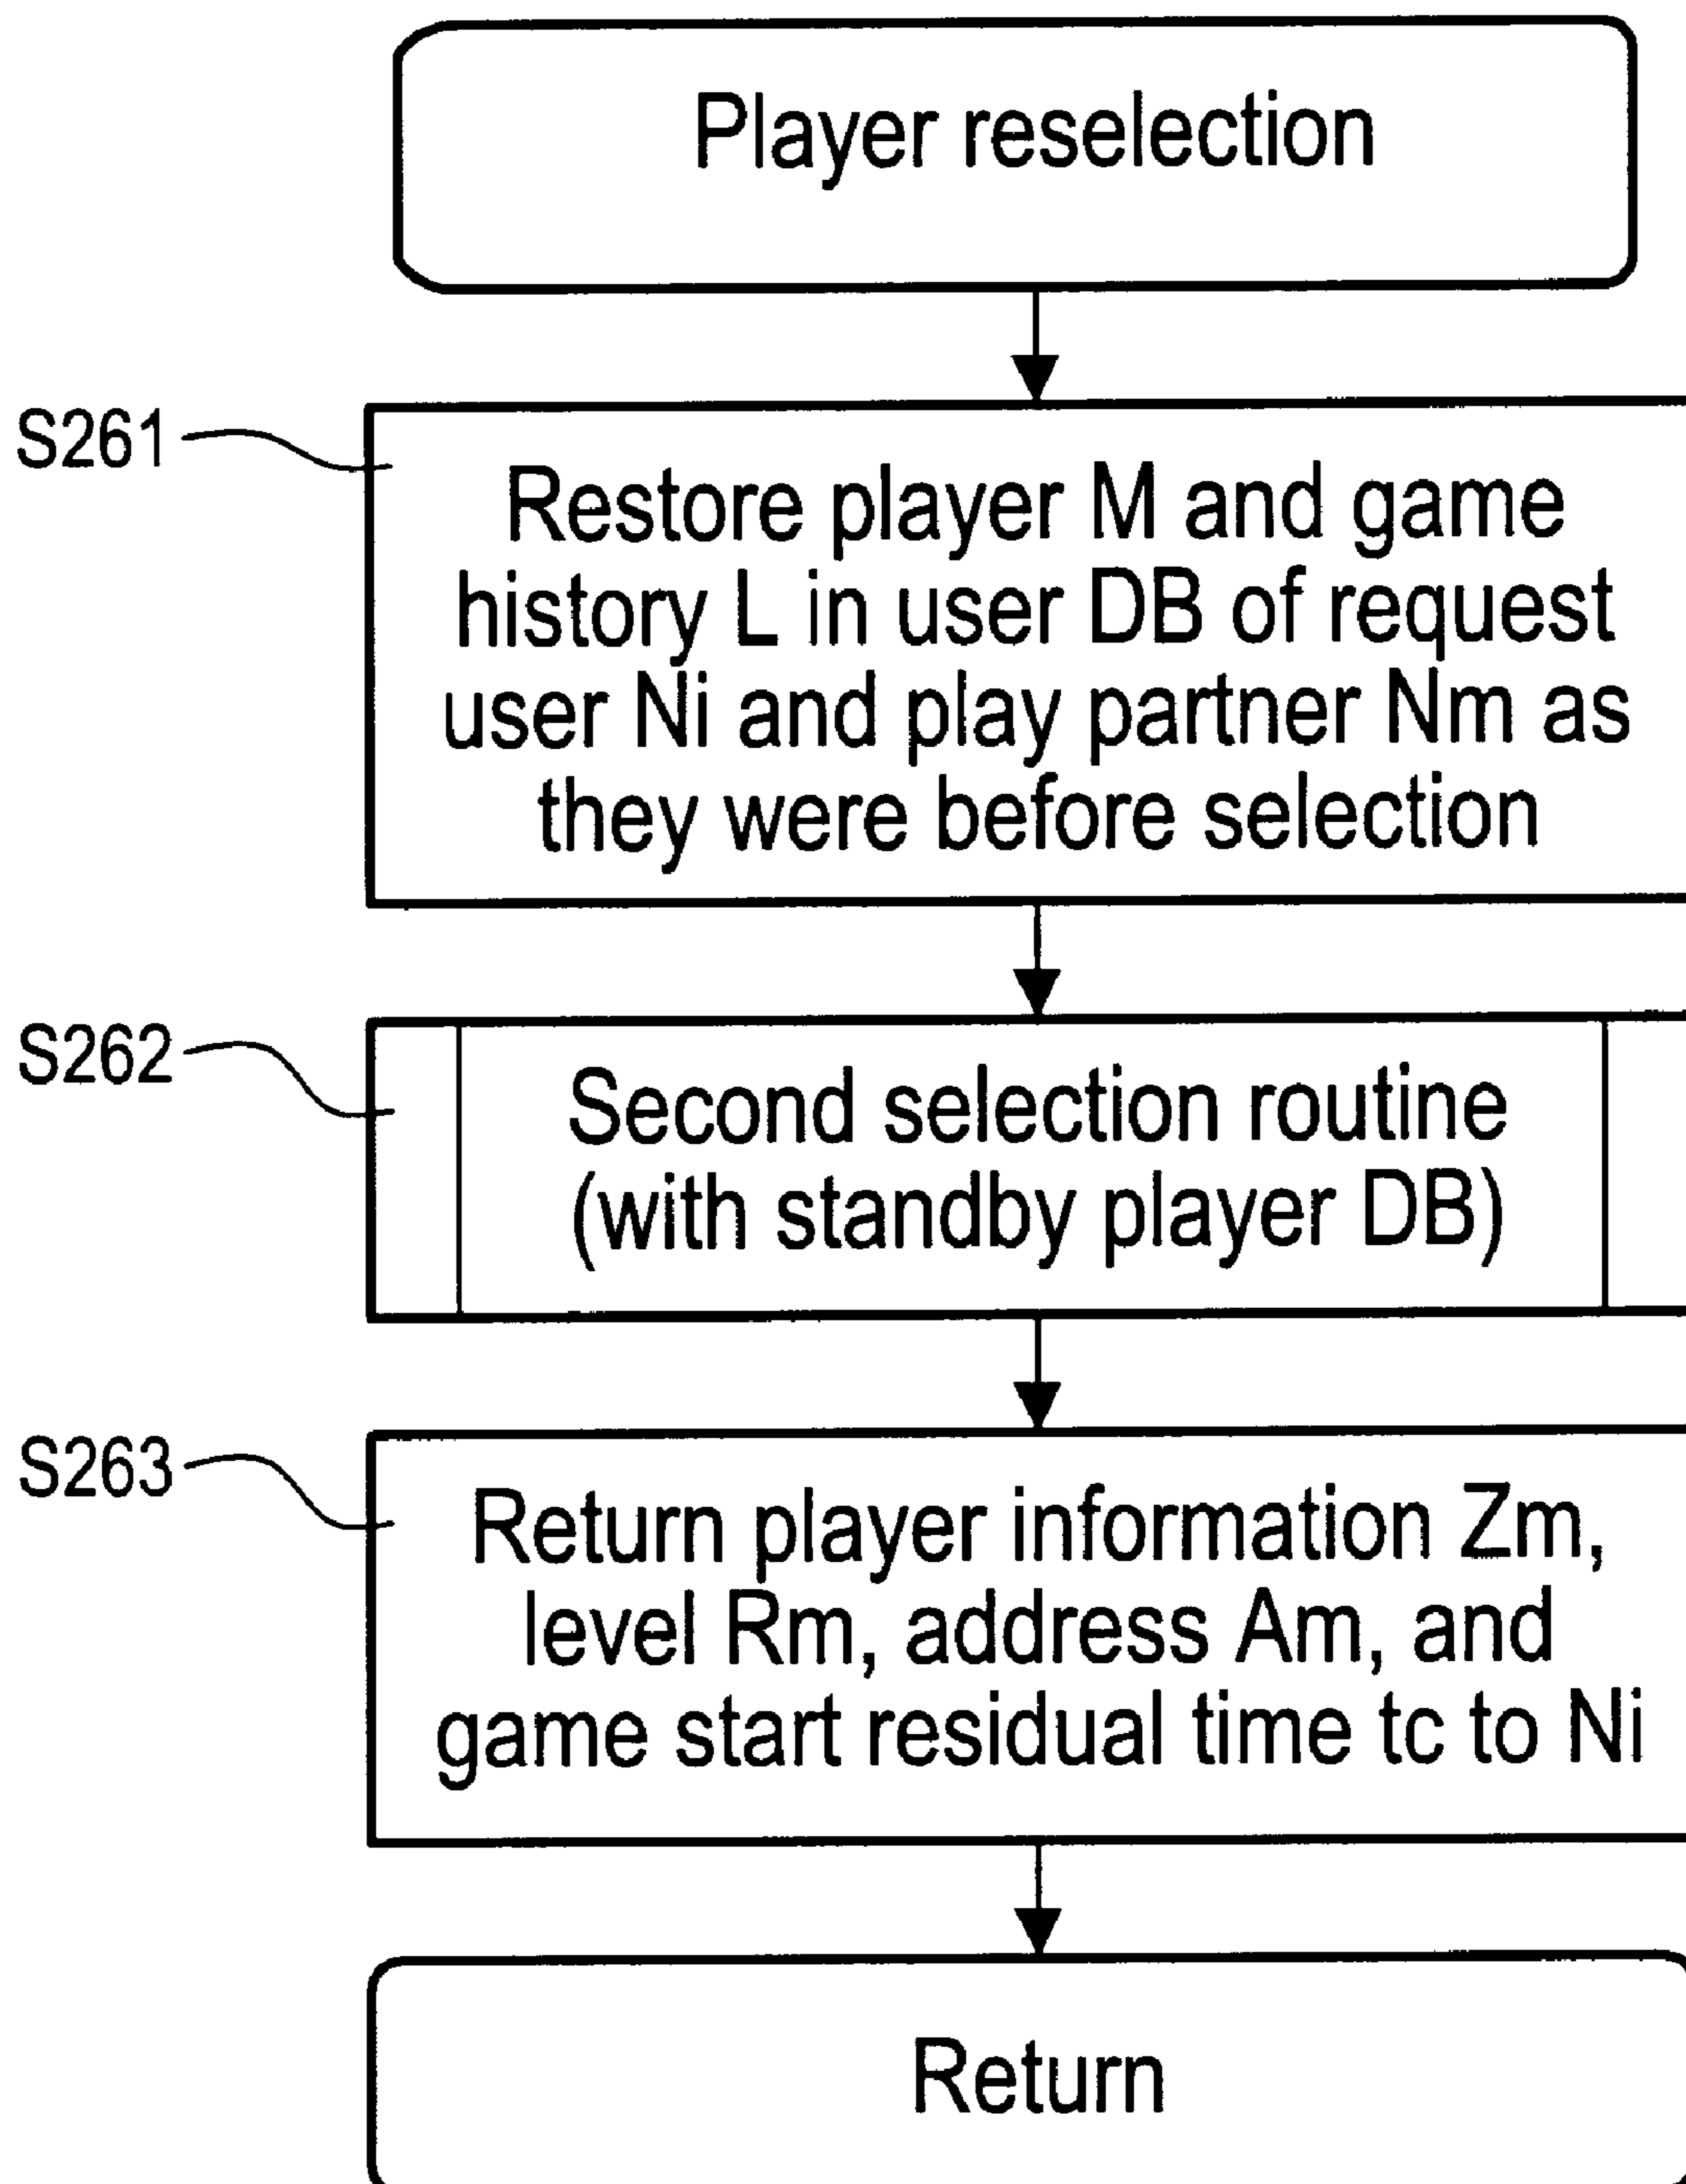 Player reselection
S261
Restore player M and game
history L in user DB of request
user Ni and play partner Nm as
they were before selection
S262
Second selection routine
(with standby player DB)
S263
Return player information Zm,
level Rm, address Am, and
game start residual time tc to Ni
Return